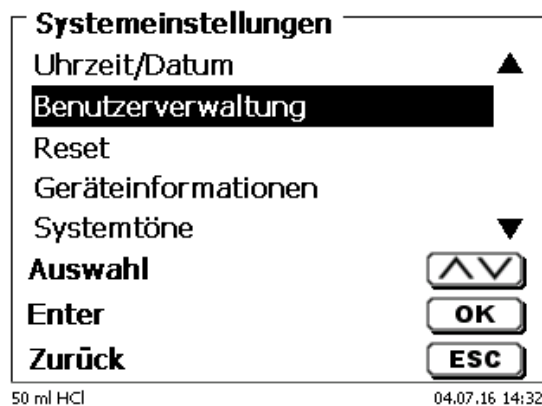 Systemeinstellungen
Uhrzeit/Datum
Benutzerverwaltung
Reset
Geräteinformationen
Systemtöne
Auswahl
Enter OK
Zurück ESC
50 ml HCl 04.07.16 14:32